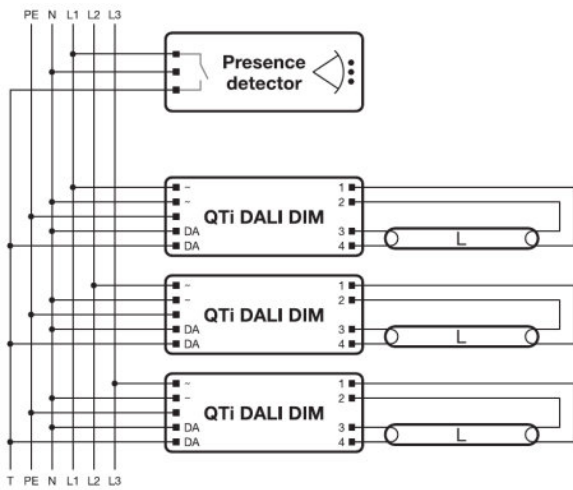 PE N L1 L2 L3
Presence
detector
~ 1
~ 2
QTi DALI DIM
DA 3 L
DA 4
~ 1
~ 2
QTi DALI DIM
DA 3 L
DA 4
~ 1
~ 2
QTi DALI DIM
DA 3 L
DA 4
T PE N L1 L2 L3